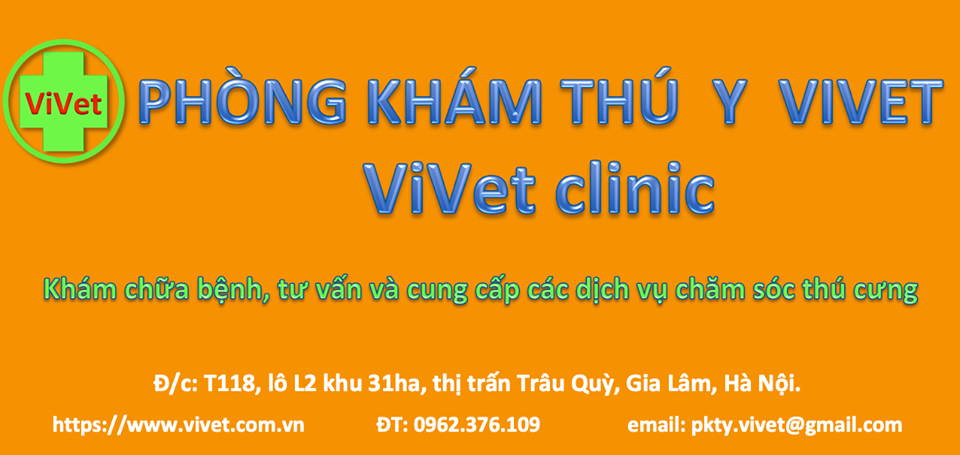 ViVet
PHÒNG KHÁM THÚ Y VIVET
ViVet clinic
Khám chữa bệnh, tư vấn và cung cấp các dịch vụ chăm sóc thú cưng
Đ/c: T118, lô L2 khu 31ha, thị trấn Trâu Quỳ, Gia Lâm, Hà Nội.
https://www.vivet.com.vn ĐT: 0962.376.109 email: pkty.vivet@gmail.com